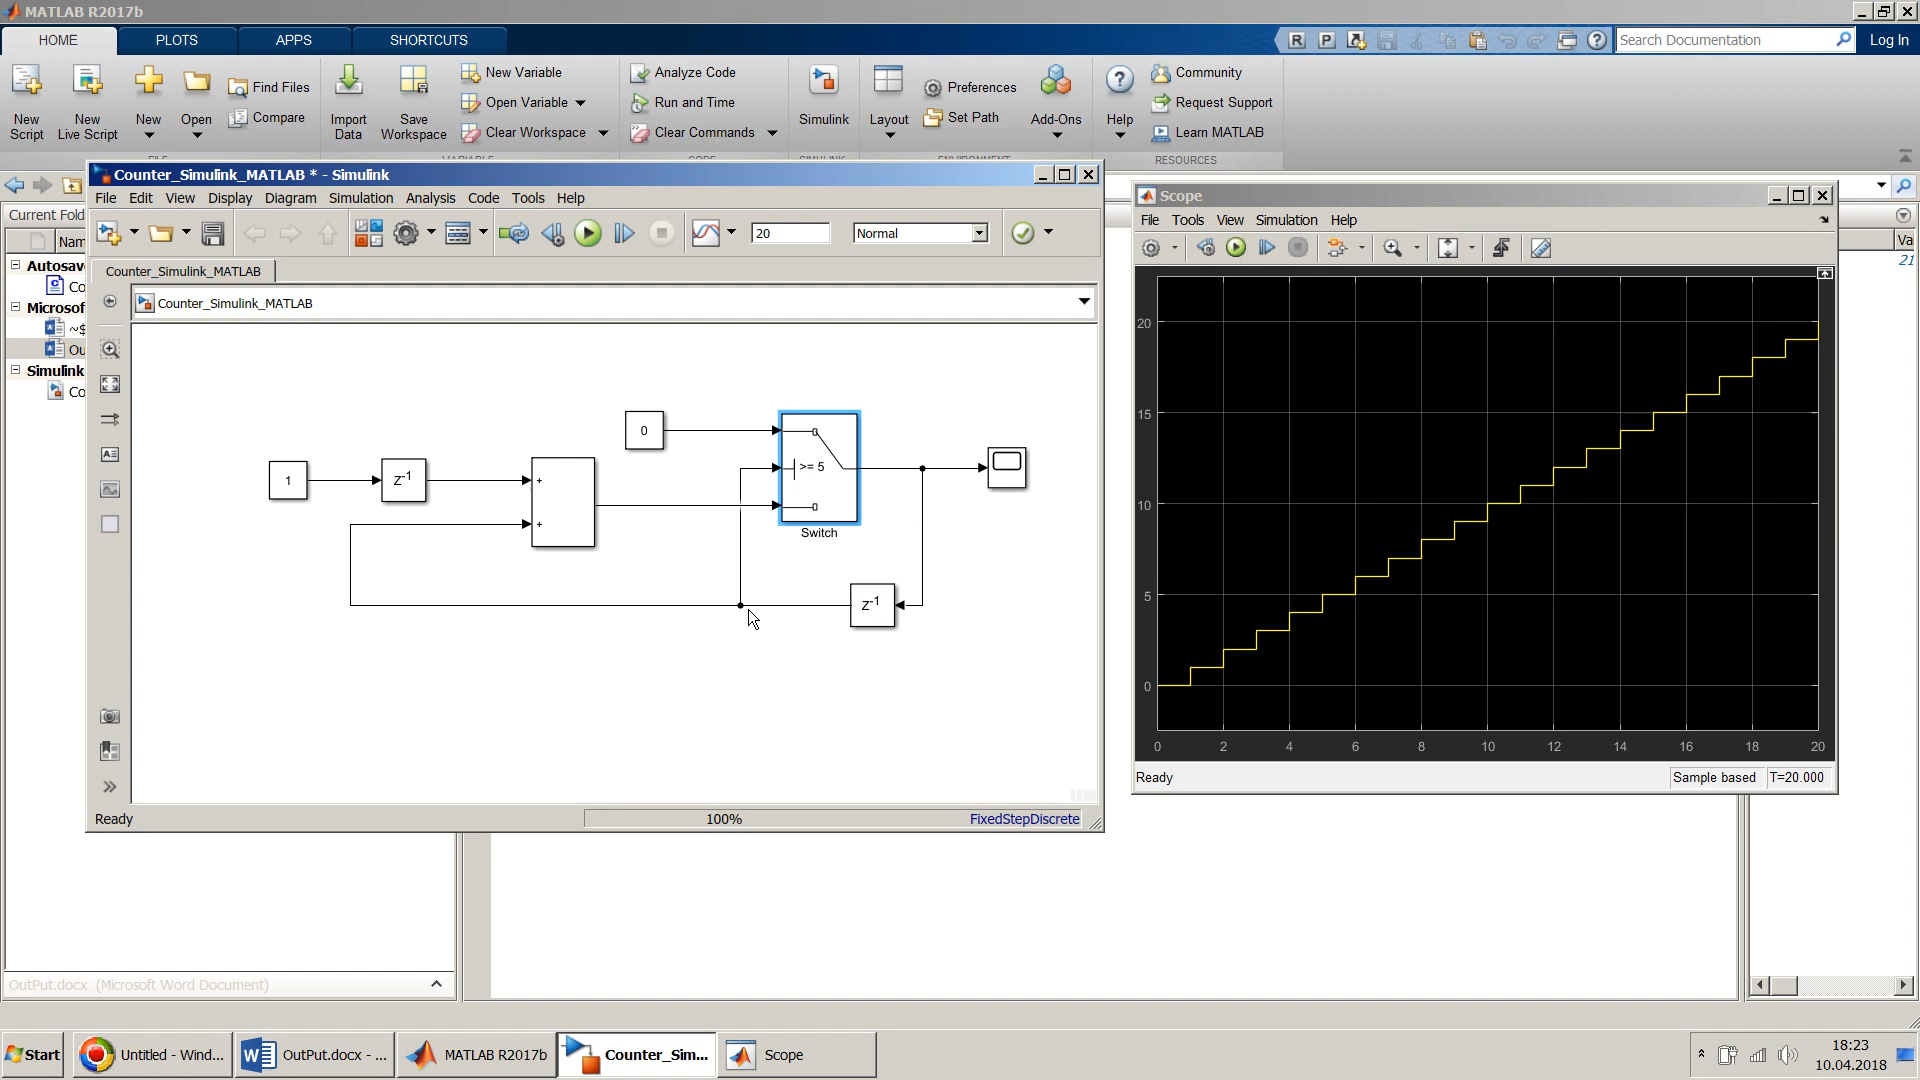 MATLAB R2017b
HOME PLOTS APPS SHORTCUTS
Search Documentation
Log In
New Script
New Live Script
New
Open
Find Files
Compare
Import Data
Save Workspace
New Variable
Open Variable
Clear Workspace
Analyze Code
Run and Time
Clear Commands
Simulink
Layout
Preferences
Set Path
Add-Ons
Help
Community
Request Support
Learn MATLAB
RESOURCES
Current Fold
Nam
Autosav
Co
Microsof
~$
Ou
Simulink
Co
Counter_Simulink_MATLAB * - Simulink
File Edit View Display Diagram Simulation Analysis Code Tools Help
20
Normal
Counter_Simulink_MATLAB
Counter_Simulink_MATLAB
0
1
Z-1
+
+
>= 5
Switch
Z-1
Ready
100%
FixedStepDiscrete
Scope
File Tools View Simulation Help
20
15
10
5
0
0 2 4 6 8 10 12 14 16 18 20
Ready
Sample based
T=20.000
Va
21
OutPut.docx (Microsoft Word Document)
Start
Untitled - Wind...
OutPut.docx - ...
MATLAB R2017b
Counter_Sim...
Scope
18:23
10.04.2018